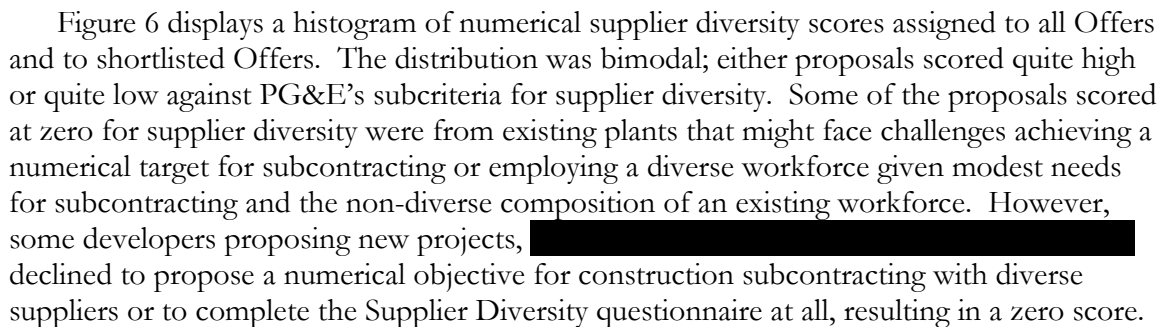 Figure 6 displays a histogram of numerical supplier diversity scores assigned to all Offers
and to shortlisted Offers.  The distribution was bimodal; either proposals scored quite high
or quite low against PG&E’s subcriteria for supplier diversity.  Some of the proposals scored
at zero for supplier diversity were from existing plants that might face challenges achieving a
numerical target for subcontracting or employing a diverse workforce given modest needs
for subcontracting and the non-diverse composition of an existing workforce.  However,
some developers proposing new projects,
declined to propose a numerical objective for construction subcontracting with diverse
suppliers or to complete the Supplier Diversity questionnaire at all, resulting in a zero score.